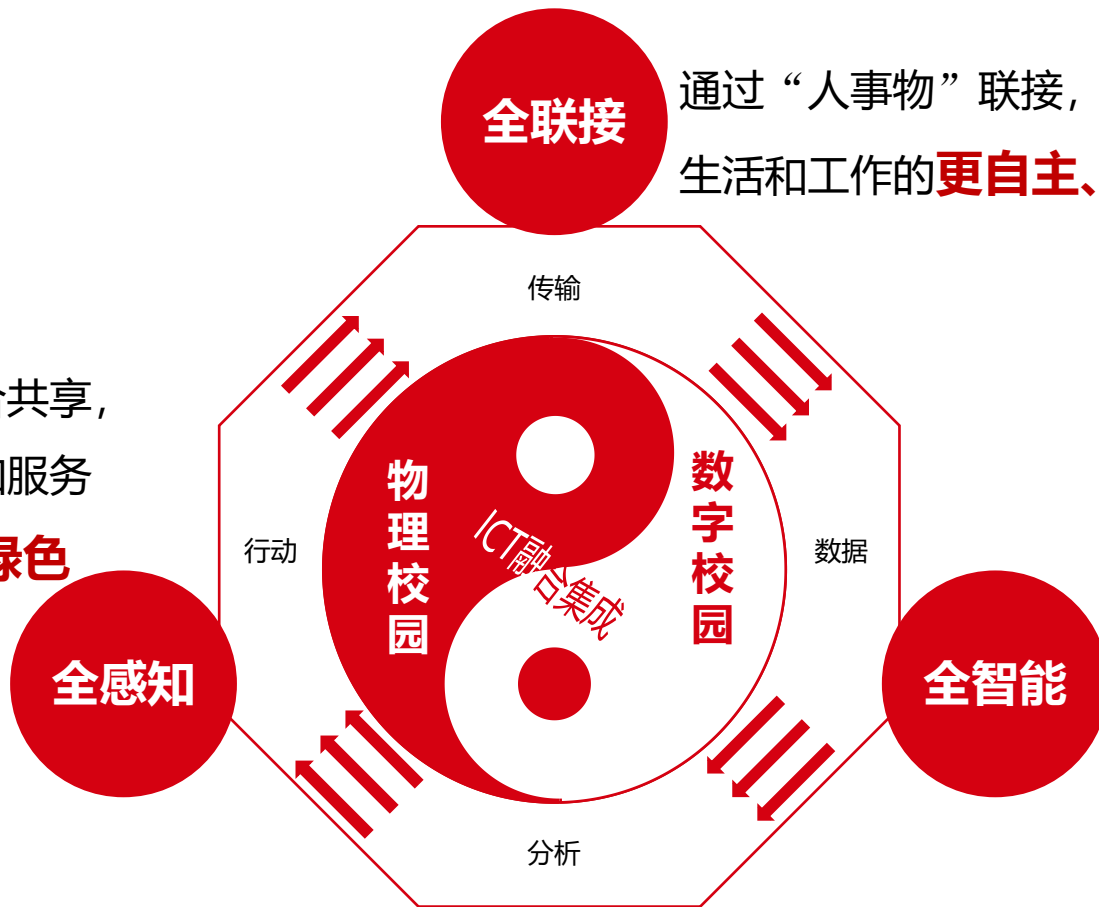 全联接
通过“人事物”联接，
生活和工作的更自主、
传输
共享，
服务
绿色
物理校园
数字校园
ICT融合集成
行动
数据
全感知
全智能
分析